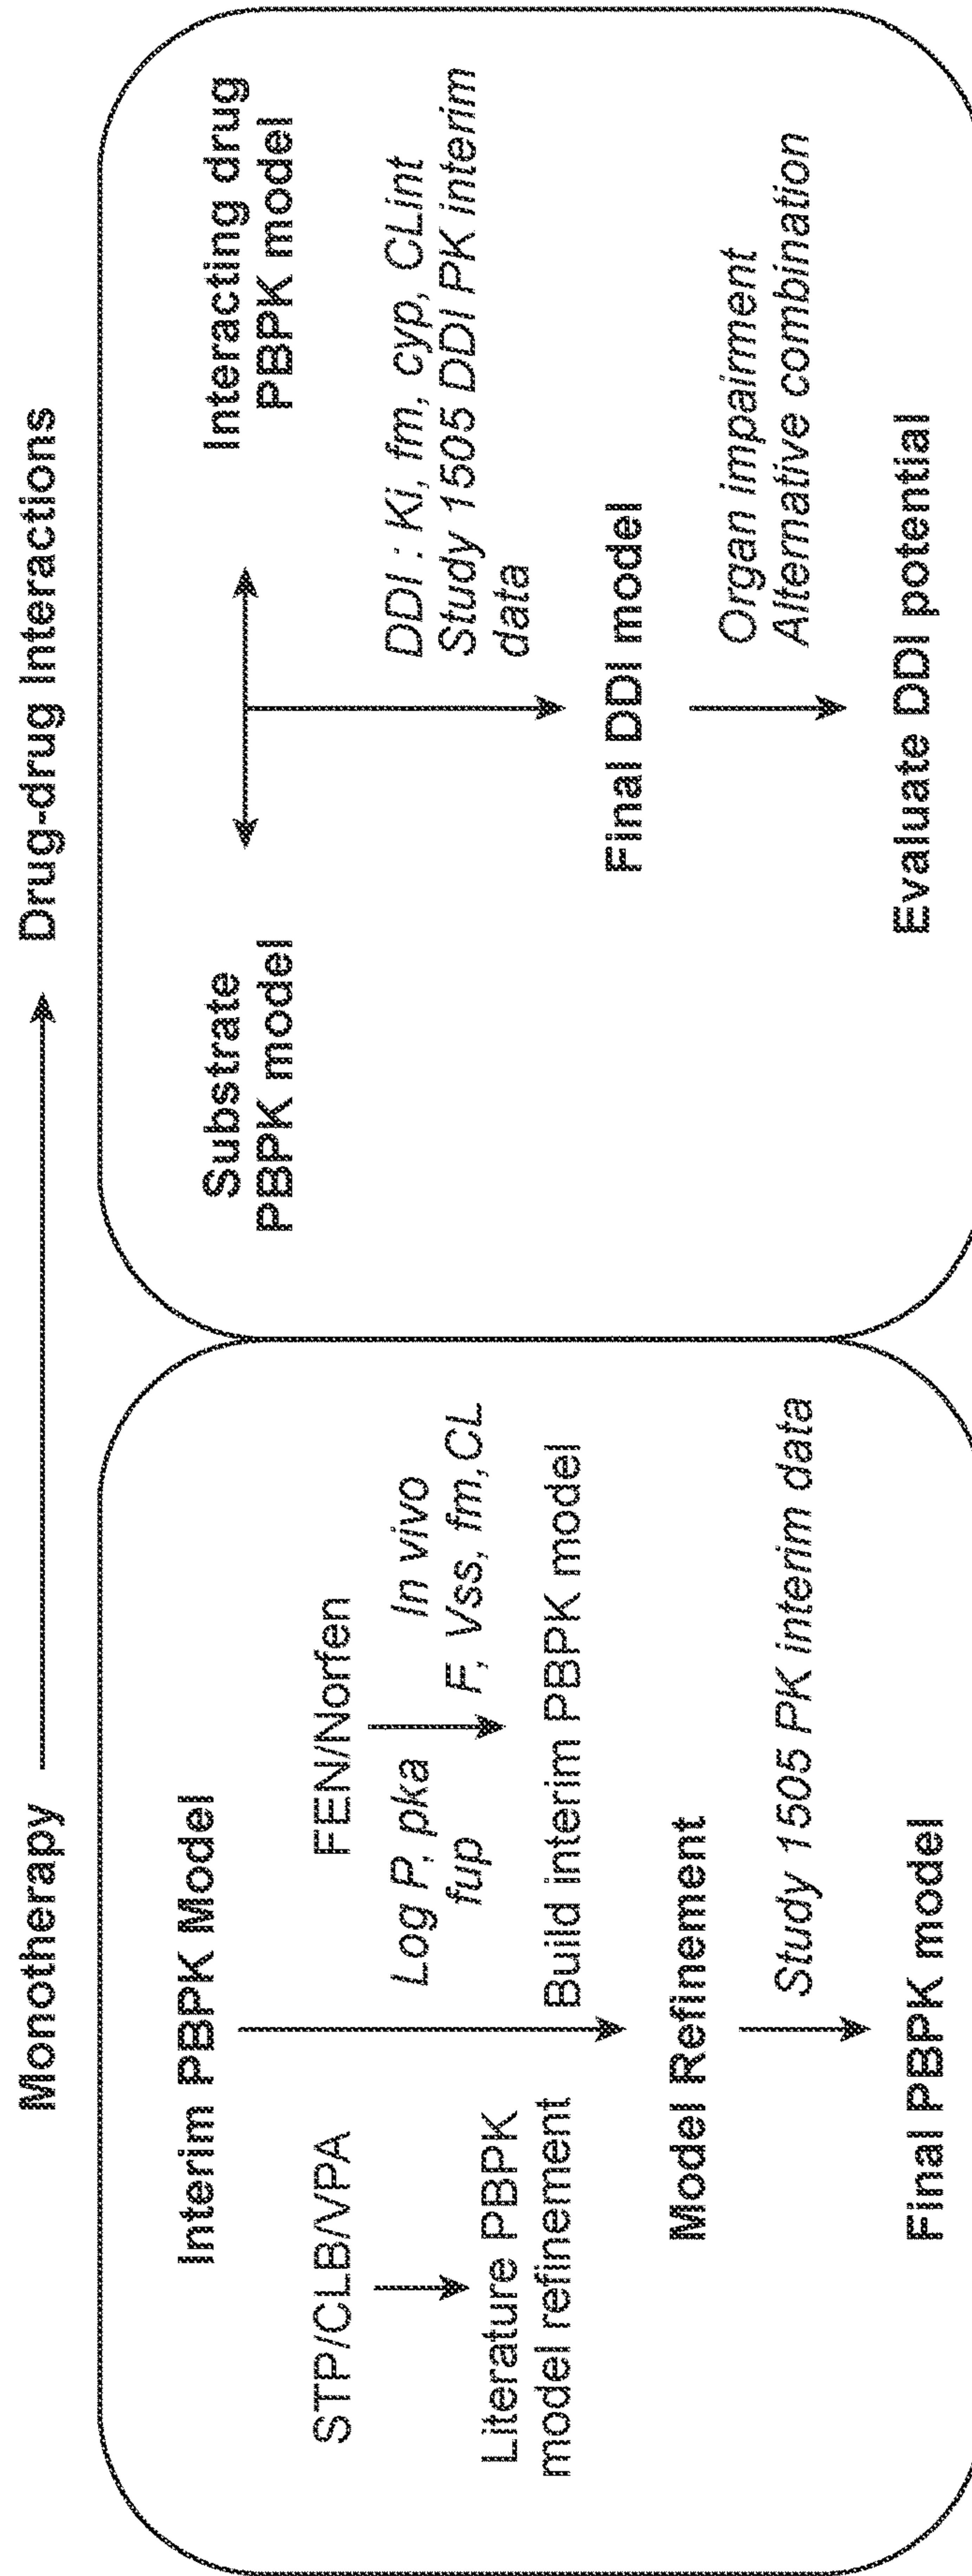 Monotherapy
Drug-drug Interactions
Interim PBPK Model
STP/CLB/VPA
Literature PBPK
model refinement
FEN/Norfen
Log P, pka
fup
In vivo
F, Vss, fm,CL
Build interim PBPK model
Model Refinement
Study 1505 PK interim data
Final PBPK model
Substrate
PBPK model
Interacting drug
PBPK model
DDI : Ki, fm, cyp, CLint
Study 1505 DDI PK interim
data
Final DDI model
Organ impairment
Alternative combination
Evaluate DDI potential